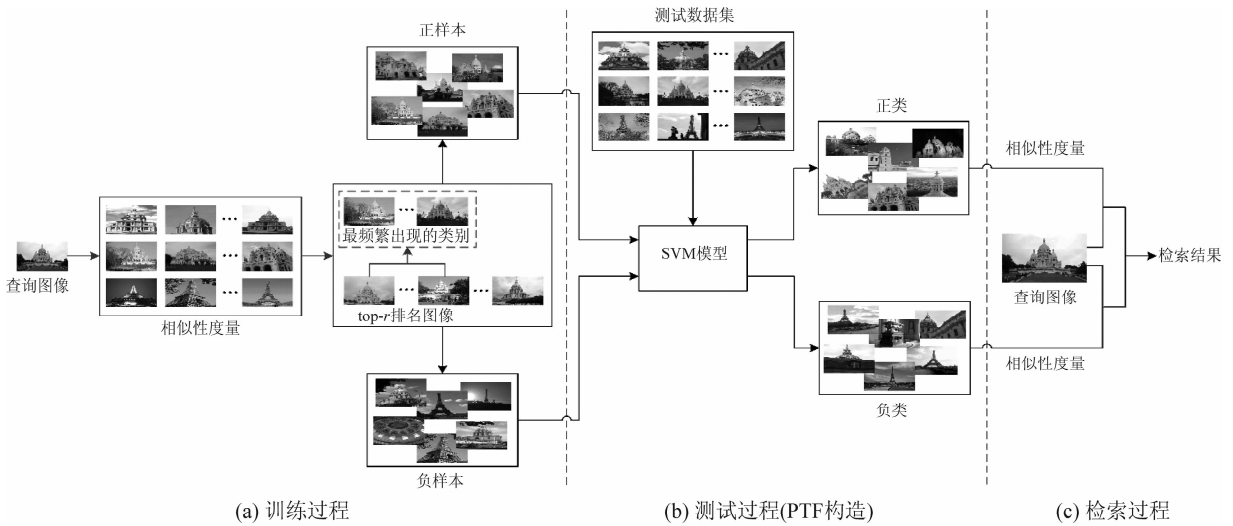 正样本
测试数据集
正类
相似性度量
最频繁出现的类别
top-r排名图像
查询图像
相似性度量
SVM模型
查询图像
检索结果
相似性度量
负样本
负类
(a) 训练过程
(b) 测试过程(PTF构造)
(c) 检索过程